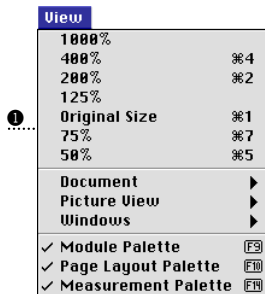 View
1000%
400% ⌘4
200% ⌘2
125%
❶ Original Size ⌘1
75% ⌘7
50% ⌘5
Document
Picture View
Windows
✓ Module Palette F9
✓ Page Layout Palette F10
✓ Measurement Palette F14